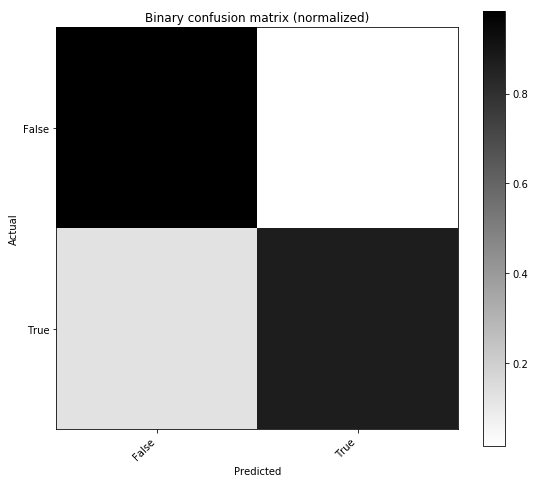 Binary confusion matrix (normalized)
False
True
Actual
False
True
Predicted
0.8
0.6
0.4
0.2